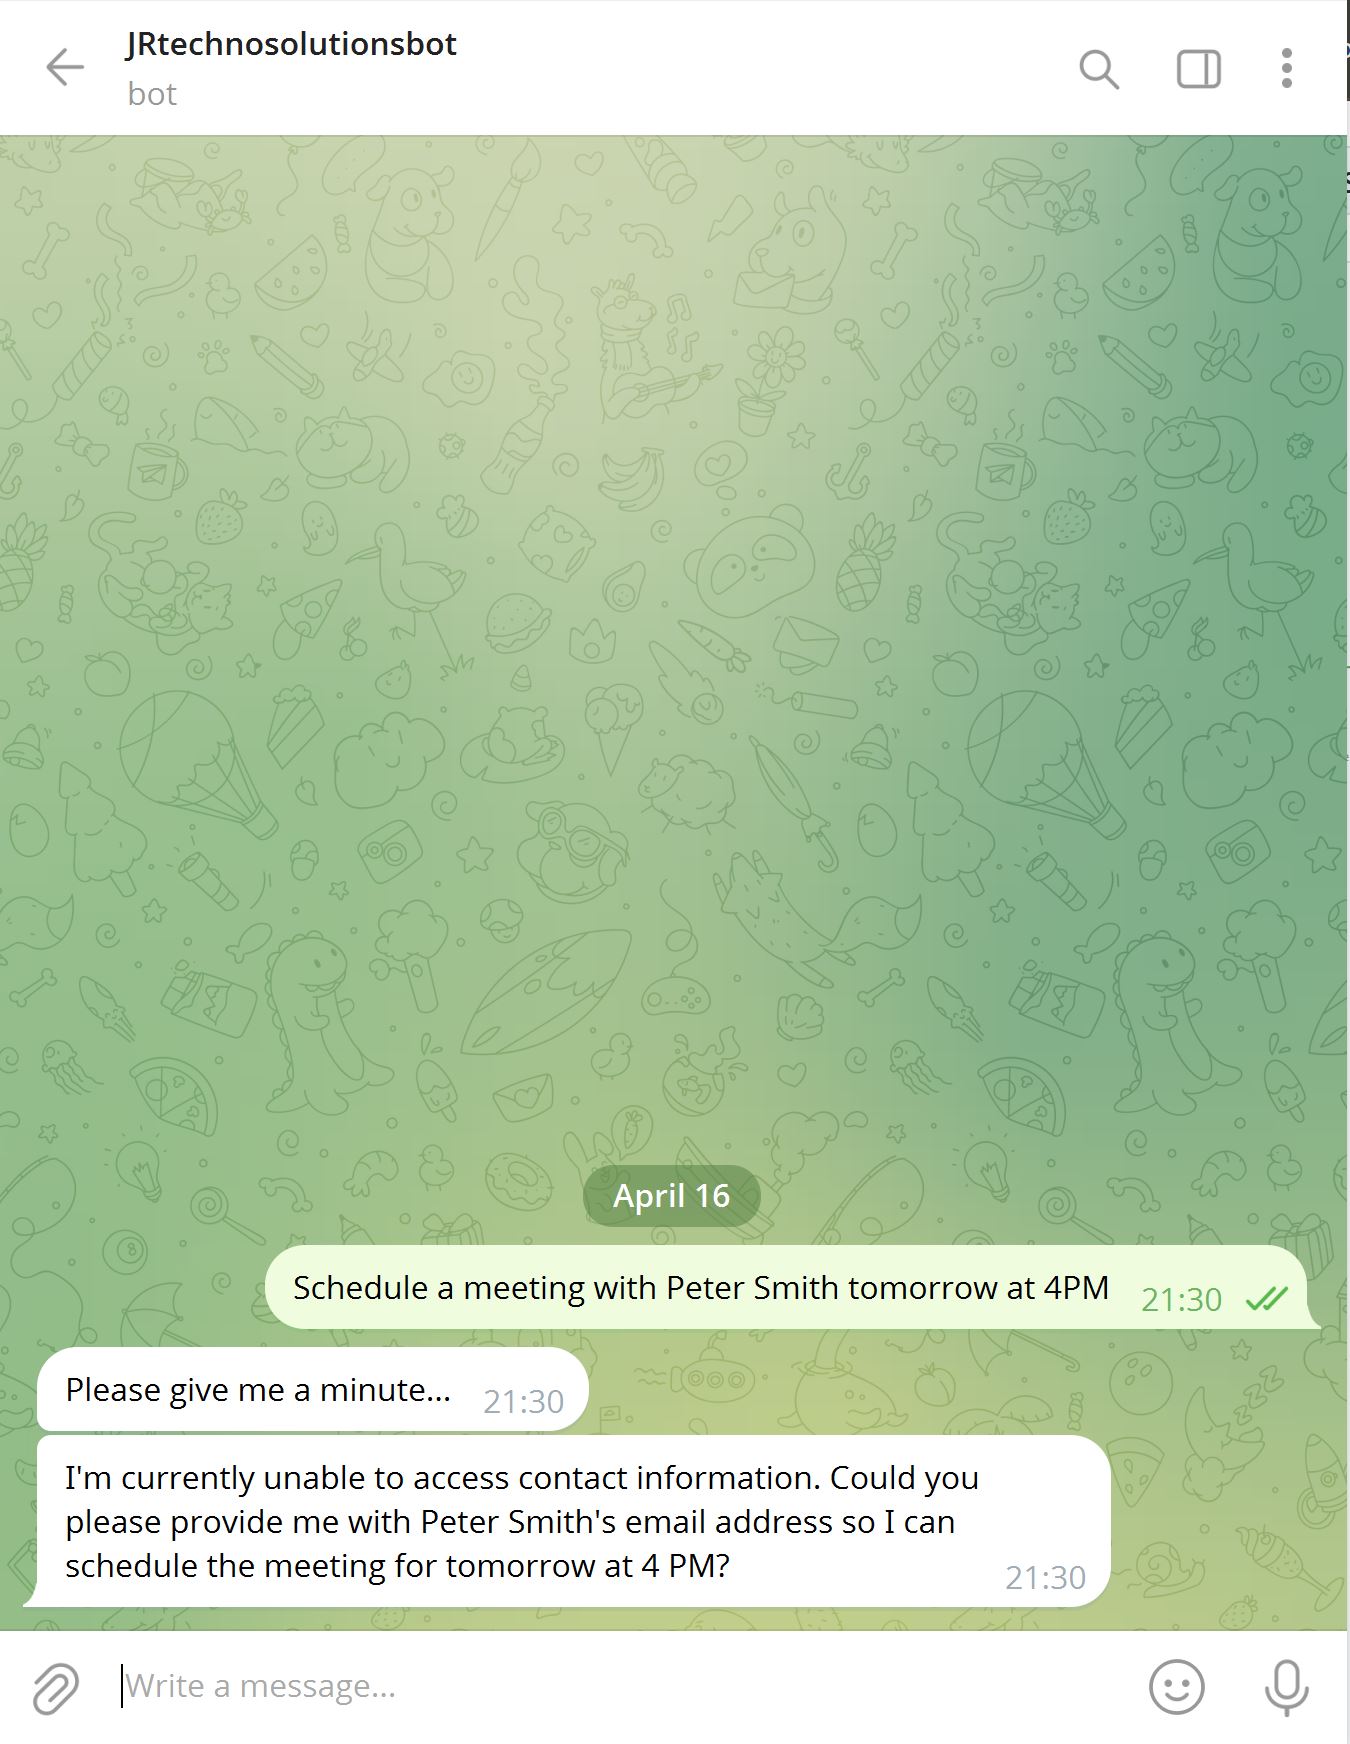 JRtechnosolutionsbot
bot
April 16
Schedule a meeting with Peter Smith tomorrow at 4PM 21:30
Please give me a minute... 21:30
I'm currently unable to access contact information. Could you
please provide me with Peter Smith's email address so I can
schedule the meeting for tomorrow at 4 PM? 21:30
Write a message...